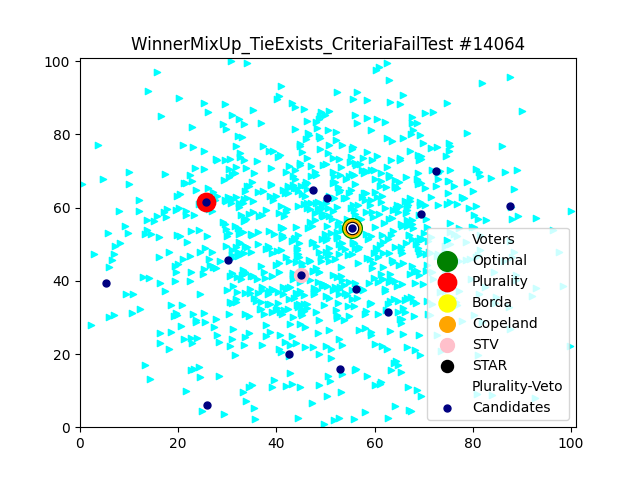 WinnerMixUp_TieExists_CriteriaFailTest #14064
100
80
60
40
20
0
0
20
40
60
80
100
Voters
Optimal
Plurality
Borda
Copeland
STV
STAR
Plurality-Veto
Candidates